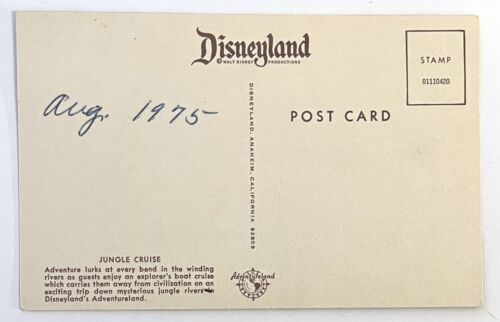 Disneyland
© WALT DISNEY PRODUCTIONS
STAMP
01110420
Aug. 1975
POST CARD
DISNEYLAND, ANAHEIM, CALIFORNIA 92803
JUNGLE CRUISE
Adventure lurks at every bend in the winding
rivers as guests enjoy an explorer's boat cruise
which carries them away from civilization on an
exciting trip down mysterious jungle rivers in
Disneyland's Adventureland.
Adventureland